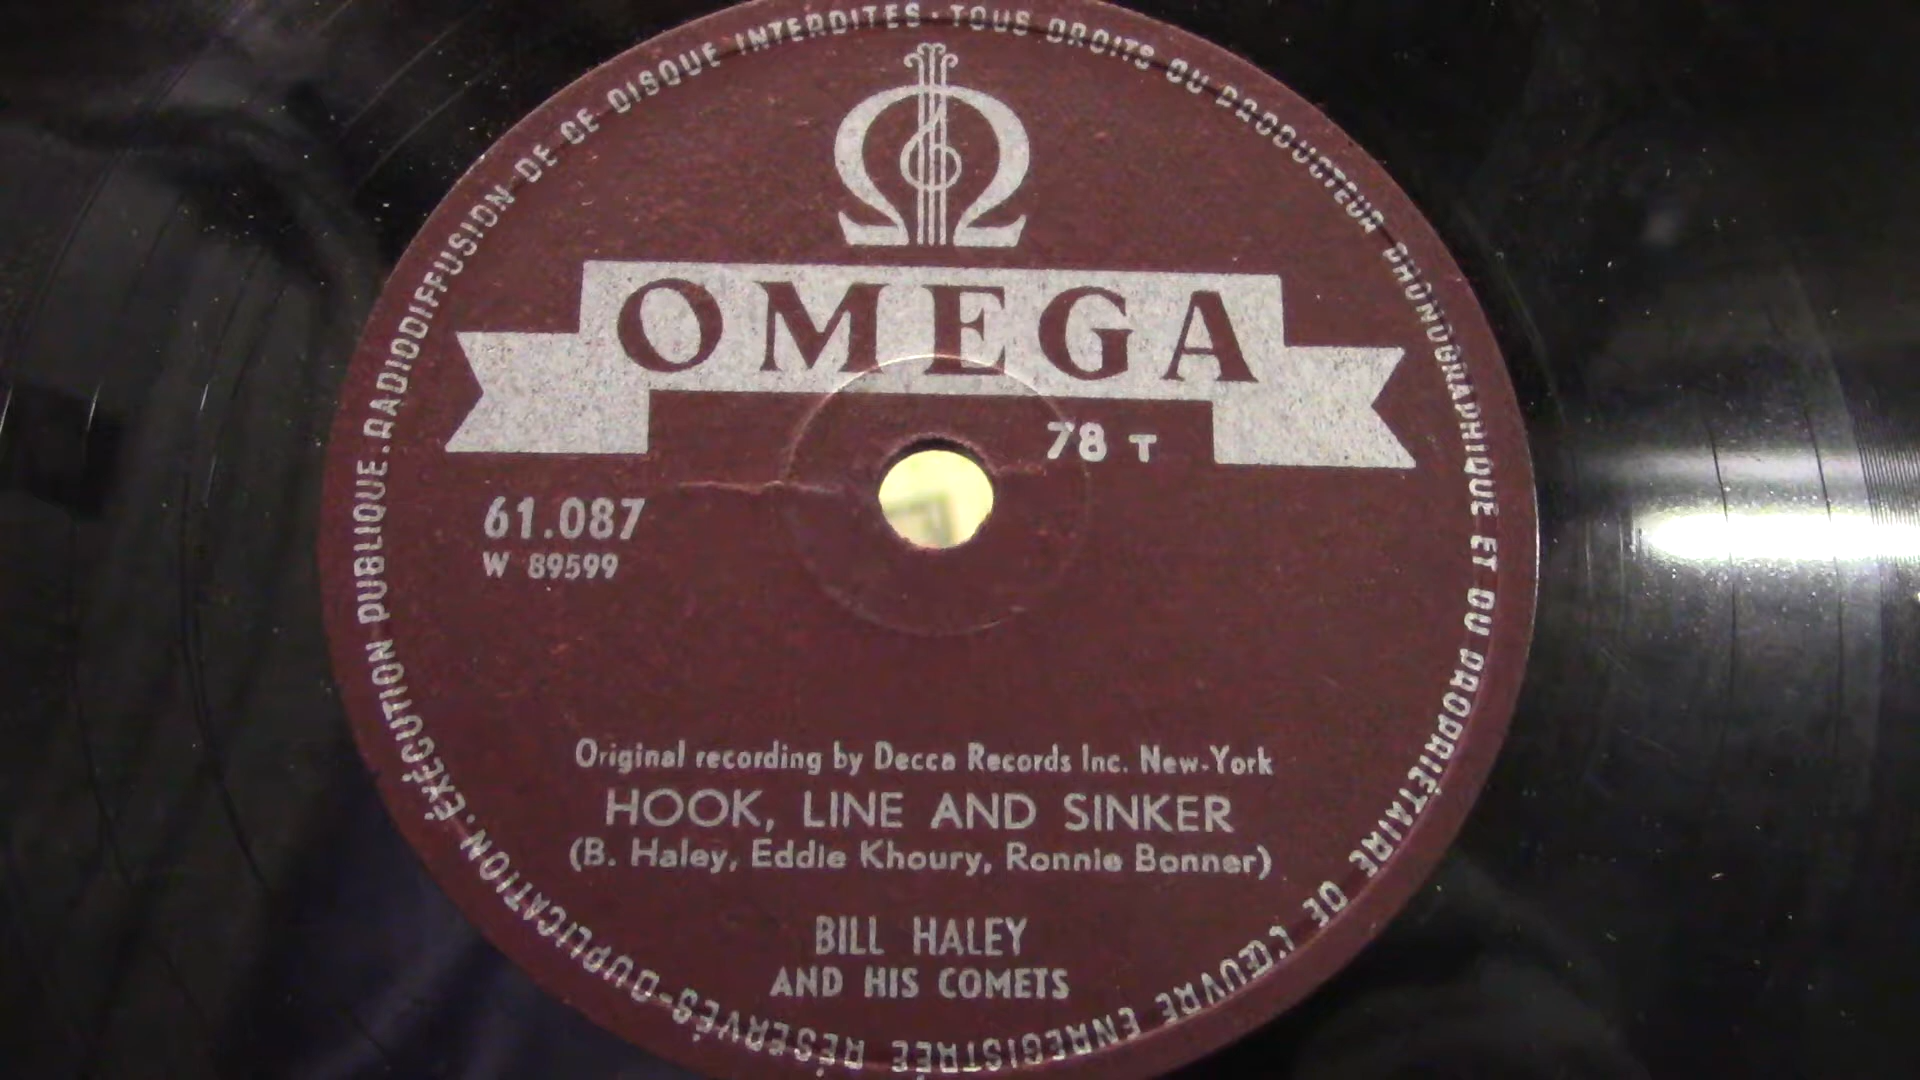 OMEGA
78 T
61.087
W 89599
Original recording by Decca Records Inc. New-York
HOOK, LINE AND SINKER
(B. Haley, Eddie Khoury, Ronnie Bonner)
BILL HALEY
AND HIS COMETS
TOUS DROITS DU PRODUCTEUR PHONOGRAPHIQUE ET DU PROPRIÉTAIRE DE L'ŒUVRE ENREGISTRÉE RÉSERVÉS-DUPLICATION. EXÉCUTION PUBLIQUE. RADIODIFFUSION DE CE DISQUE INTERDITES·